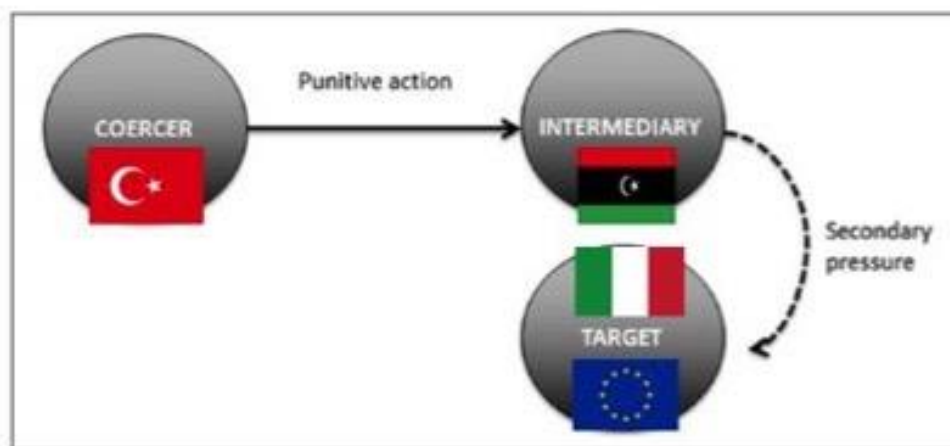 Punitive action
COERCER
INTERMEDIARY
Secondary
pressure
TARGET